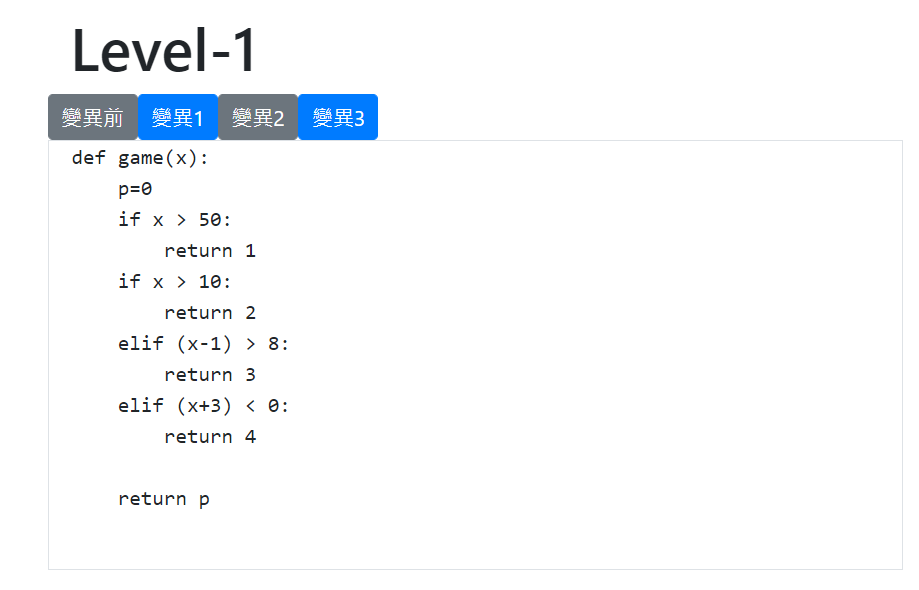 Level-1
變異前 變異1 變異2 變異3
def game(x):
    p=0
    if x > 50:
        return 1
    if x > 10:
        return 2
    elif (x-1) > 8:
        return 3
    elif (x+3) < 0:
        return 4

    return p